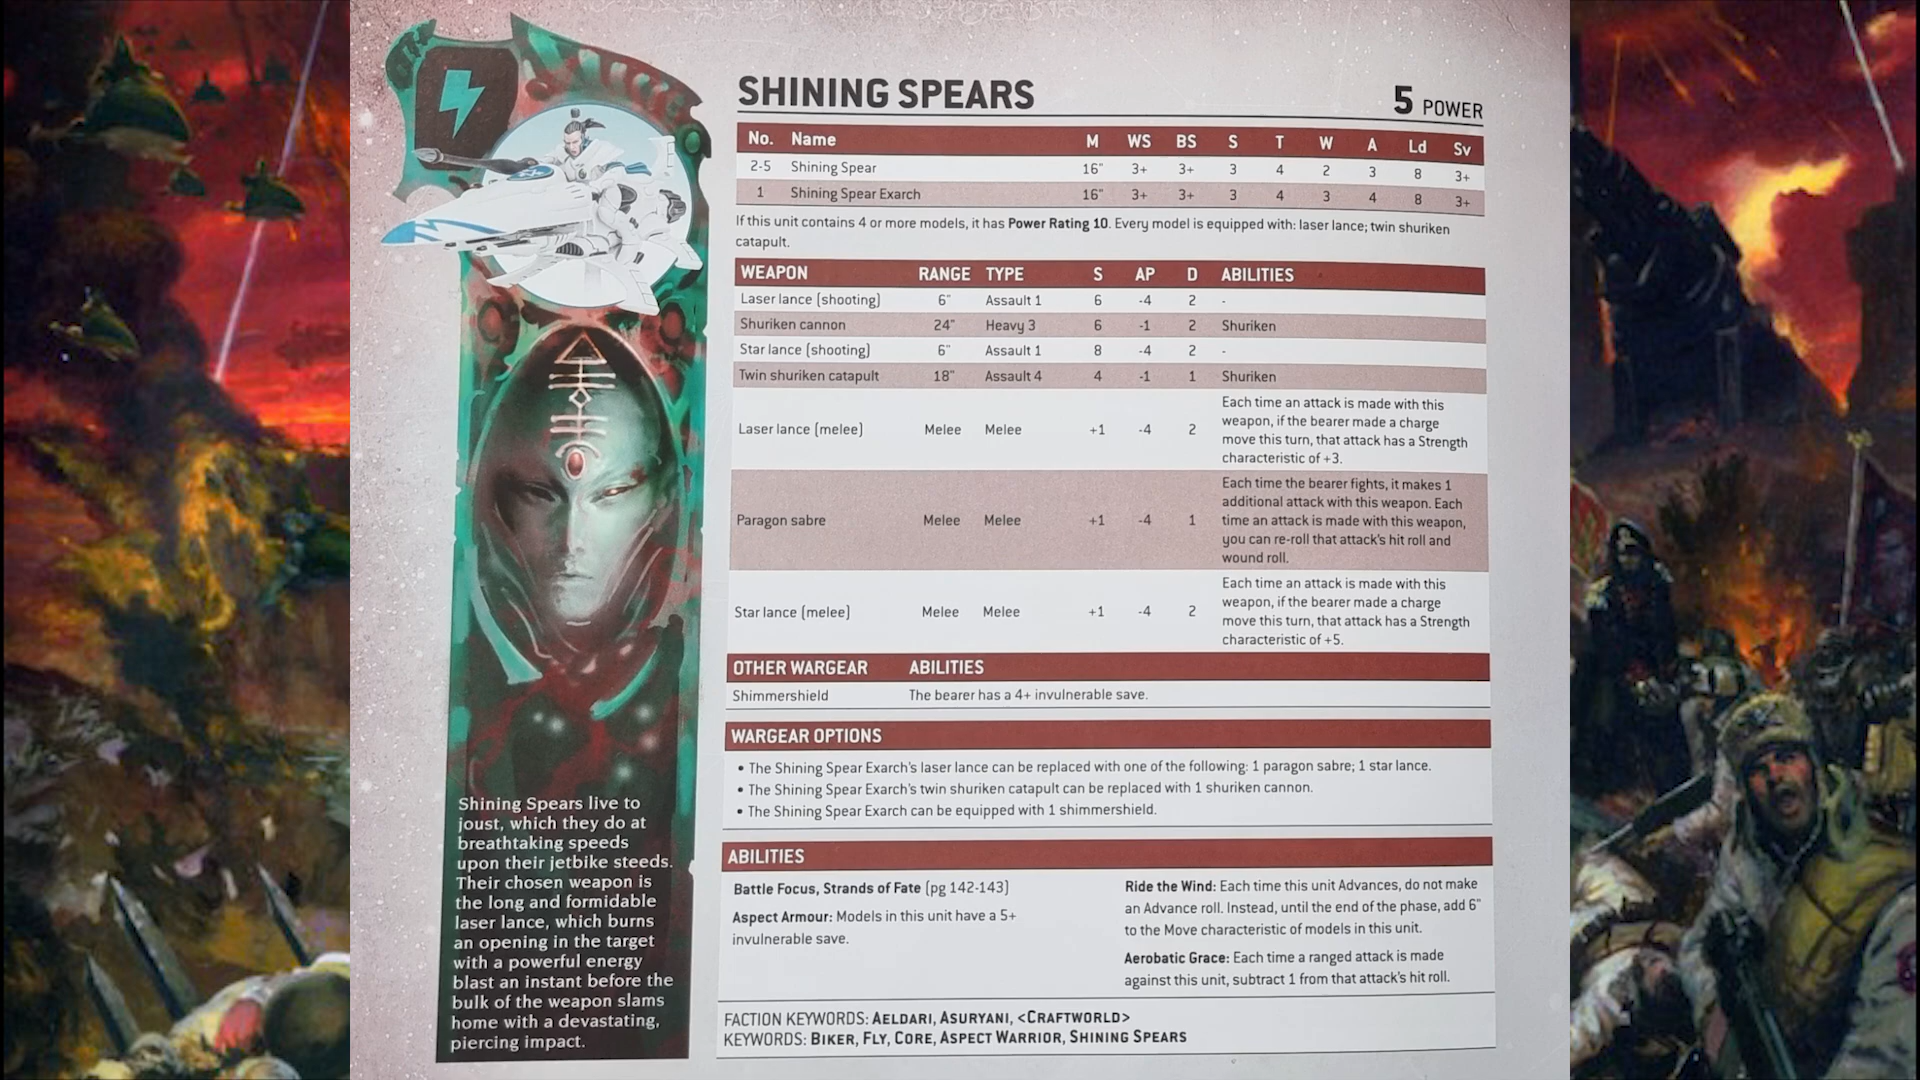 SHINING SPEARS
5 POWER
No. Name M WS BS S T W A Ld Sv
2-5 Shining Spear 16" 3+ 3+ 3 4 2 3 8 3+
1 Shining Spear Exarch 16" 3+ 3+ 3 4 3 4 8 3+
If this unit contains 4 or more models, it has Power Rating 10. Every model is equipped with: laser lance; twin shuriken
catapult.
WEAPON RANGE TYPE S AP D ABILITIES
Laser lance (shooting) 6" Assault 1 6 -4 2 -
Shuriken cannon 24" Heavy 3 6 -1 2 Shuriken
Star lance (shooting) 6" Assault 1 8 -4 2 -
Twin shuriken catapult 18" Assault 4 4 -1 1 Shuriken
Laser lance (melee) Melee Melee +1 -4 2
Each time an attack is made with this
weapon, if the bearer made a charge
move this turn, that attack has a Strength
characteristic of +3.
Paragon sabre Melee Melee +1 -4 1
Each time the bearer fights, it makes 1
additional attack with this weapon. Each
time an attack is made with this weapon,
you can re-roll that attack's hit roll and
wound roll.
Star lance (melee) Melee Melee +1 -4 2
Each time an attack is made with this
weapon, if the bearer made a charge
move this turn, that attack has a Strength
characteristic of +5.
OTHER WARGEAR ABILITIES
Shimmershield The bearer has a 4+ invulnerable save.
WARGEAR OPTIONS
• The Shining Spear Exarch's laser lance can be replaced with one of the following: 1 paragon sabre; 1 star lance.
• The Shining Spear Exarch's twin shuriken catapult can be replaced with 1 shuriken cannon.
• The Shining Spear Exarch can be equipped with 1 shimmershield.
ABILITIES
Battle Focus, Strands of Fate (pg 142-143)
Aspect Armour: Models in this unit have a 5+
invulnerable save.
Ride the Wind: Each time this unit Advances, do not make
an Advance roll. Instead, until the end of the phase, add 6"
to the Move characteristic of models in this unit.
Aerobatic Grace: Each time a ranged attack is made
against this unit, subtract 1 from that attack's hit roll.
FACTION KEYWORDS: AELDARI, ASURYANI, <CRAFTWORLD>
KEYWORDS: BIKER, FLY, CORE, ASPECT WARRIOR, SHINING SPEARS
Shining Spears live to
joust, which they do at
breathtaking speeds
upon their jetbike steeds.
Their chosen weapon is
the long and formidable
laser lance, which burns
an opening in the target
with a powerful energy
blast an instant before the
bulk of the weapon slams
home with a devastating,
piercing impact.